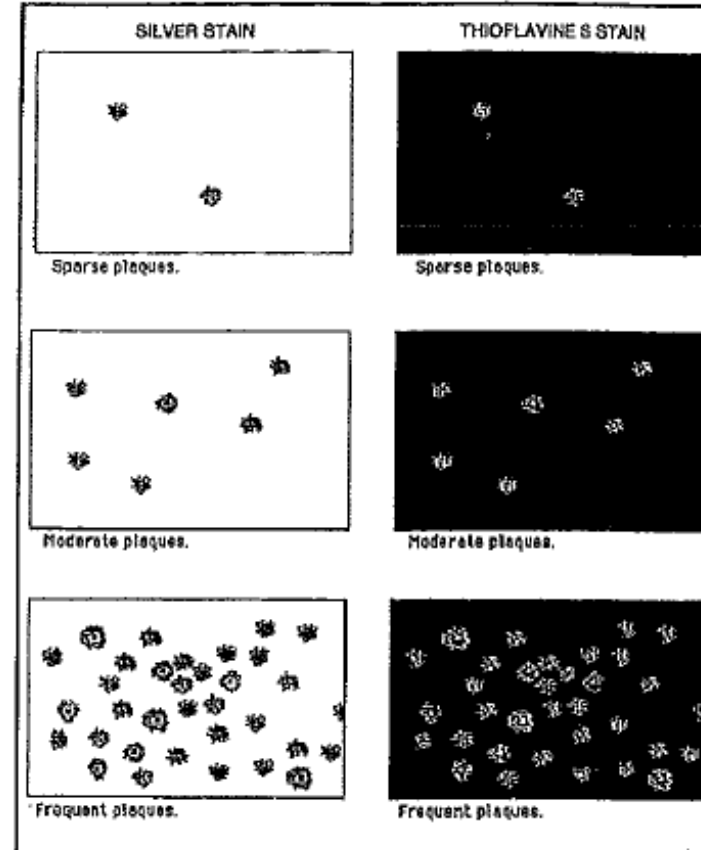 SILVER STAIN
THIOFLAVINE S STAIN
Sparse plaques.
Sparse plaques.
Moderate plaques.
Moderate plaques.
Frequent plaques.
Frequent plaques.